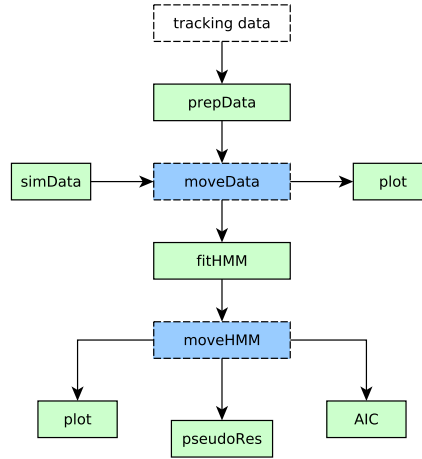 tracking data
prepData
simData
moveData
plot
fitHMM
moveHMM
plot
pseudoRes
AIC